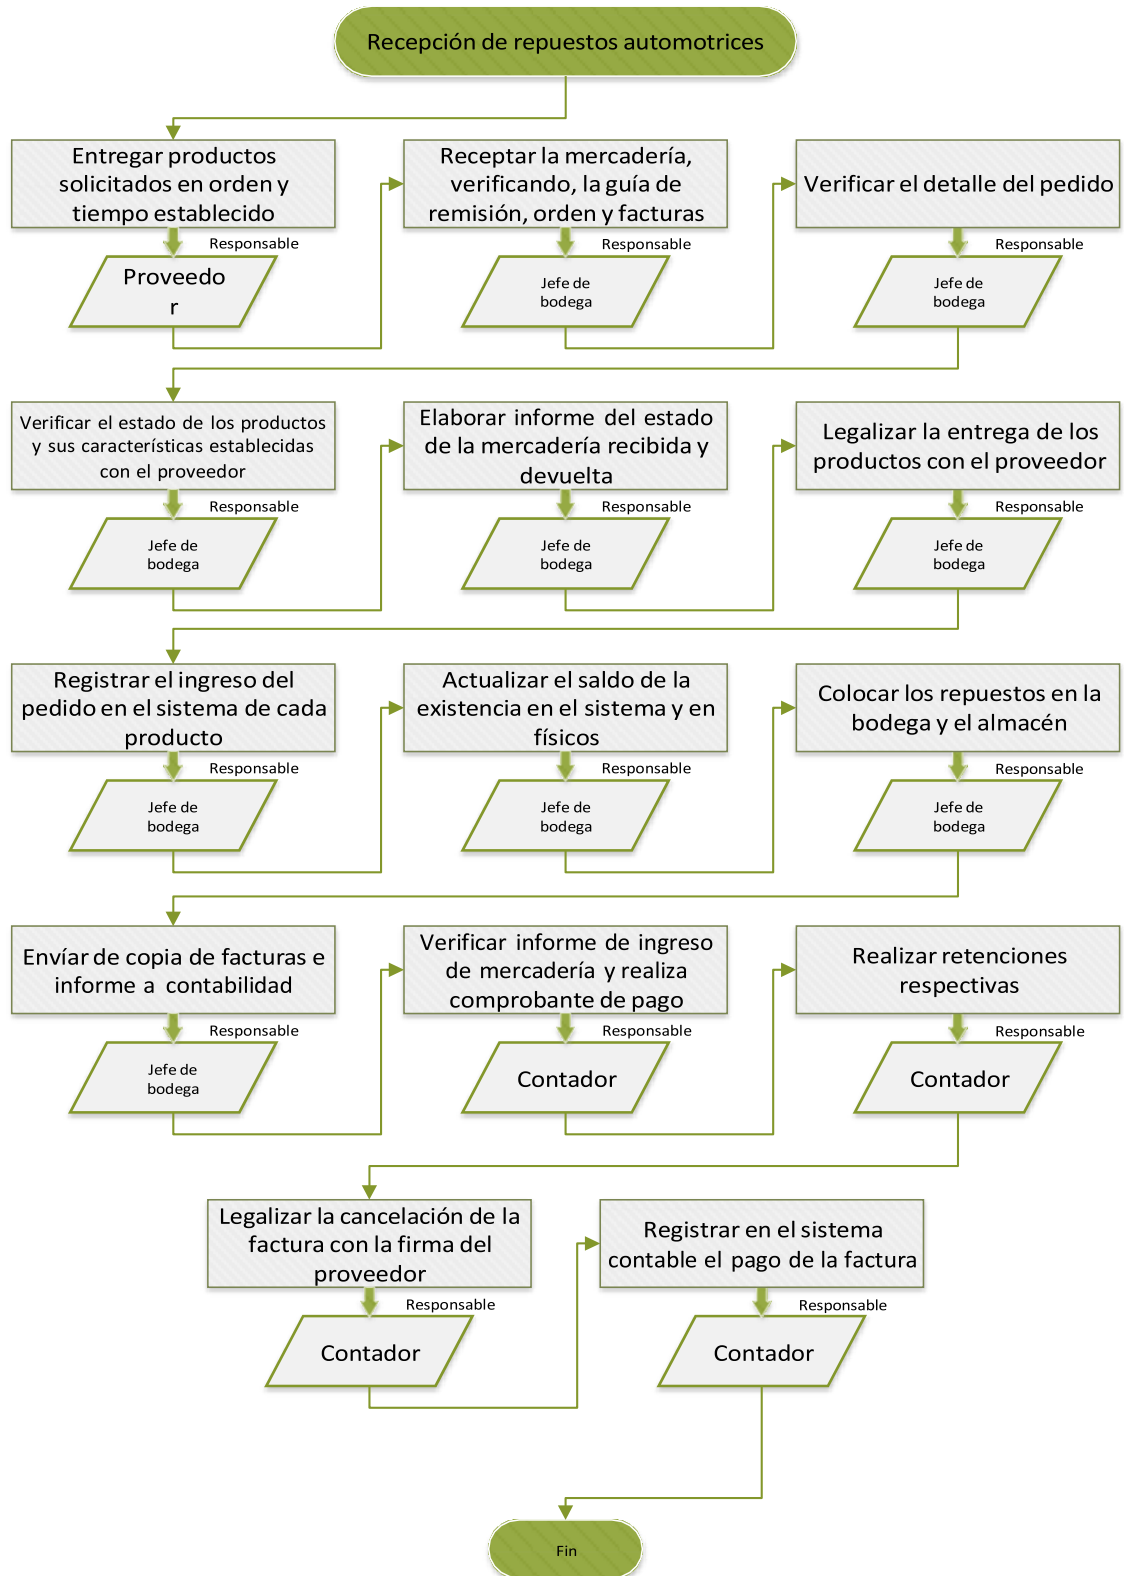 Recepción de repuestos automotrices
Entregar productos
solicitados en orden y
tiempo establecido
Responsable
Proveedo
r
Receptar la mercadería,
verificando, la guía de
remisión, orden y facturas
Responsable
Jefe de
bodega
Verificar el detalle del pedido
Responsable
Jefe de
bodega
Verificar el estado de los productos
y sus características establecidas
con el proveedor
Responsable
Jefe de
bodega
Elaborar informe del estado
de la mercadería recibida y
devuelta
Responsable
Jefe de
bodega
Legalizar la entrega de los
productos con el proveedor
Responsable
Jefe de
bodega
Registrar el ingreso del
pedido en el sistema de cada
producto
Responsable
Jefe de
bodega
Actualizar el saldo de la
existencia en el sistema y en
físicos
Responsable
Jefe de
bodega
Colocar los repuestos en la
bodega y el almacén
Responsable
Jefe de
bodega
Envíar de copia de facturas e
informe a contabilidad
Responsable
Jefe de
bodega
Verificar informe de ingreso
de mercadería y realiza
comprobante de pago
Responsable
Contador
Realizar retenciones
respectivas
Responsable
Contador
Legalizar la cancelación de la
factura con la firma del
proveedor
Responsable
Contador
Registrar en el sistema
contable el pago de la factura
Responsable
Contador
Fin